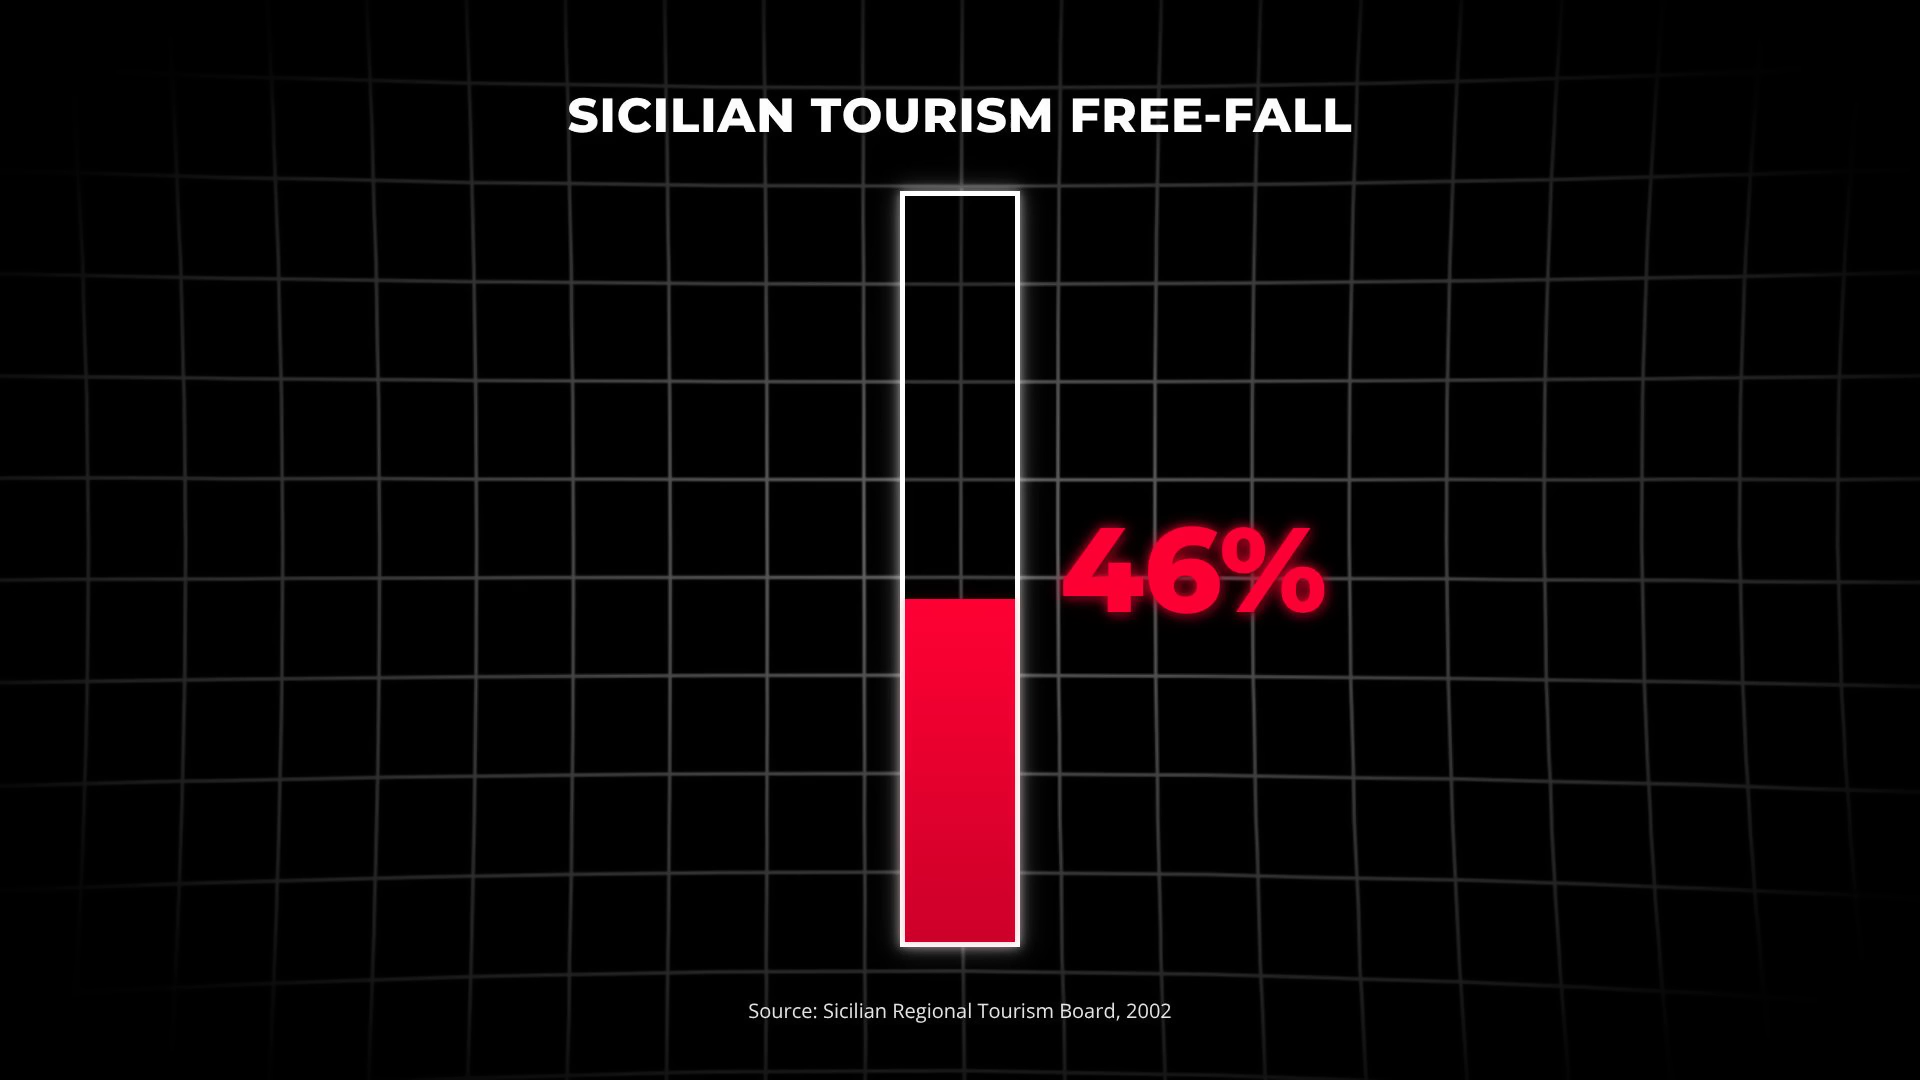 SICILIAN TOURISM FREE-FALL
46%
Source: Sicilian Regional Tourism Board, 2002